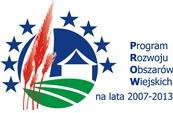 Program
Rozwoju
Obszarów
Wiejskich
na lata 2007-2013